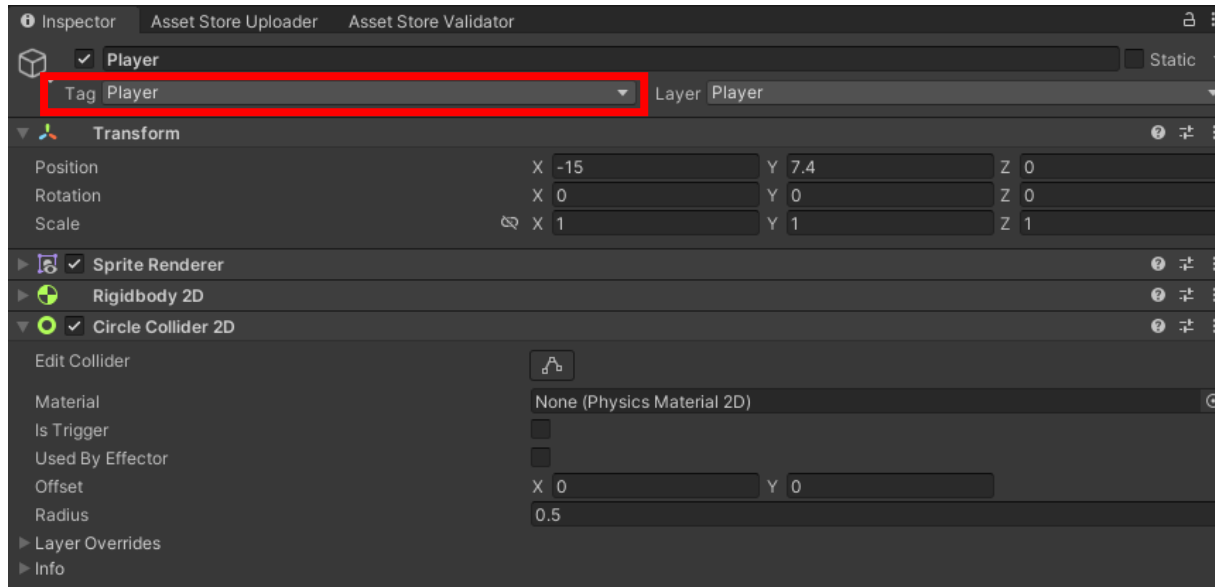 Inspector Asset Store Uploader Asset Store Validator
Player Static
Tag Player Layer Player
Transform
Position X -15 Y 7.4 Z 0
Rotation X 0 Y 0 Z 0
Scale X 1 Y 1 Z 1
Sprite Renderer
Rigidbody 2D
Circle Collider 2D
Edit Collider
Material None (Physics Material 2D)
Is Trigger
Used By Effector
Offset X 0 Y 0
Radius 0.5
Layer Overrides
Info